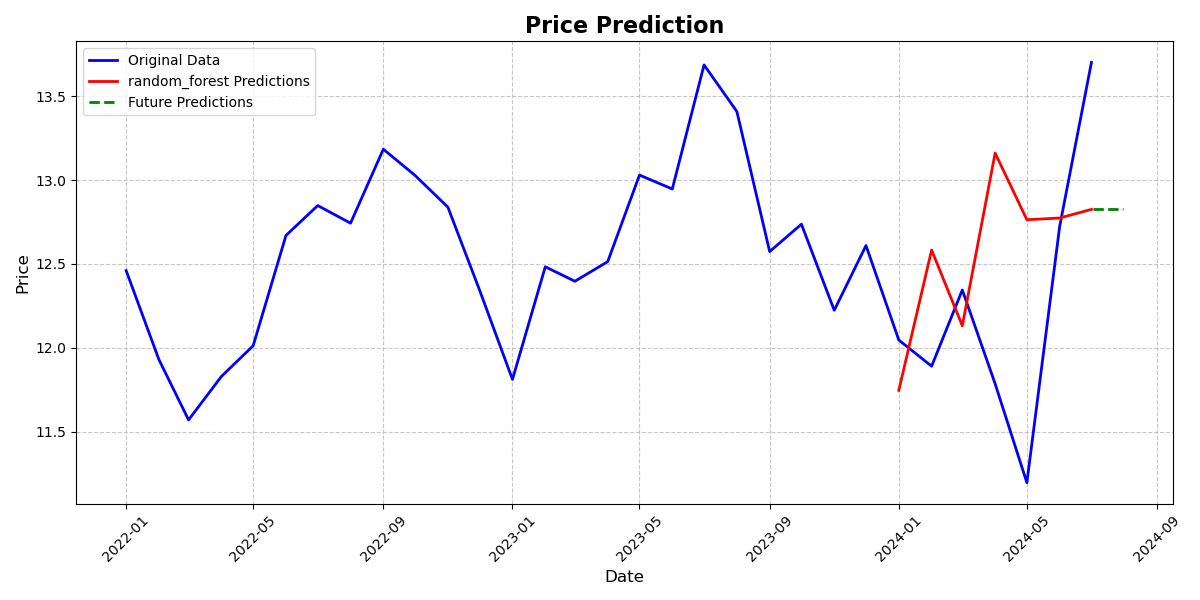 Price Prediction
Original Data
random_forest Predictions
Future Predictions
13.5
13.0
12.5
12.0
11.5
Price
2022-01
2022-05
2022-09
2023-01
2023-05
2023-09
2024-01
2024-05
2024-09
Date